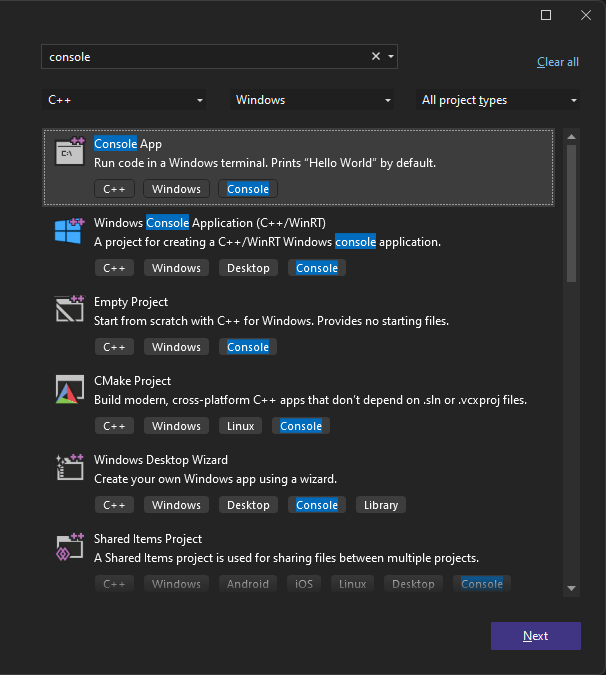 console
Clear all
C++ Windows All project types
C:\
Console App
Run code in a Windows terminal. Prints "Hello World" by default.
C++ Windows Console
Windows Console Application (C++/WinRT)
A project for creating a C++/WinRT Windows console application.
C++ Windows Desktop Console
Empty Project
Start from scratch with C++ for Windows. Provides no starting files.
C++ Windows Console
CMake Project
Build modern, cross-platform C++ apps that don't depend on .sln or .vcxproj files.
C++ Windows Linux Console
Windows Desktop Wizard
Create your own Windows app using a wizard.
C++ Windows Desktop Console Library
Shared Items Project
A Shared Items project is used for sharing files between multiple projects.
C++ Windows Android iOS Linux Desktop Console
Next